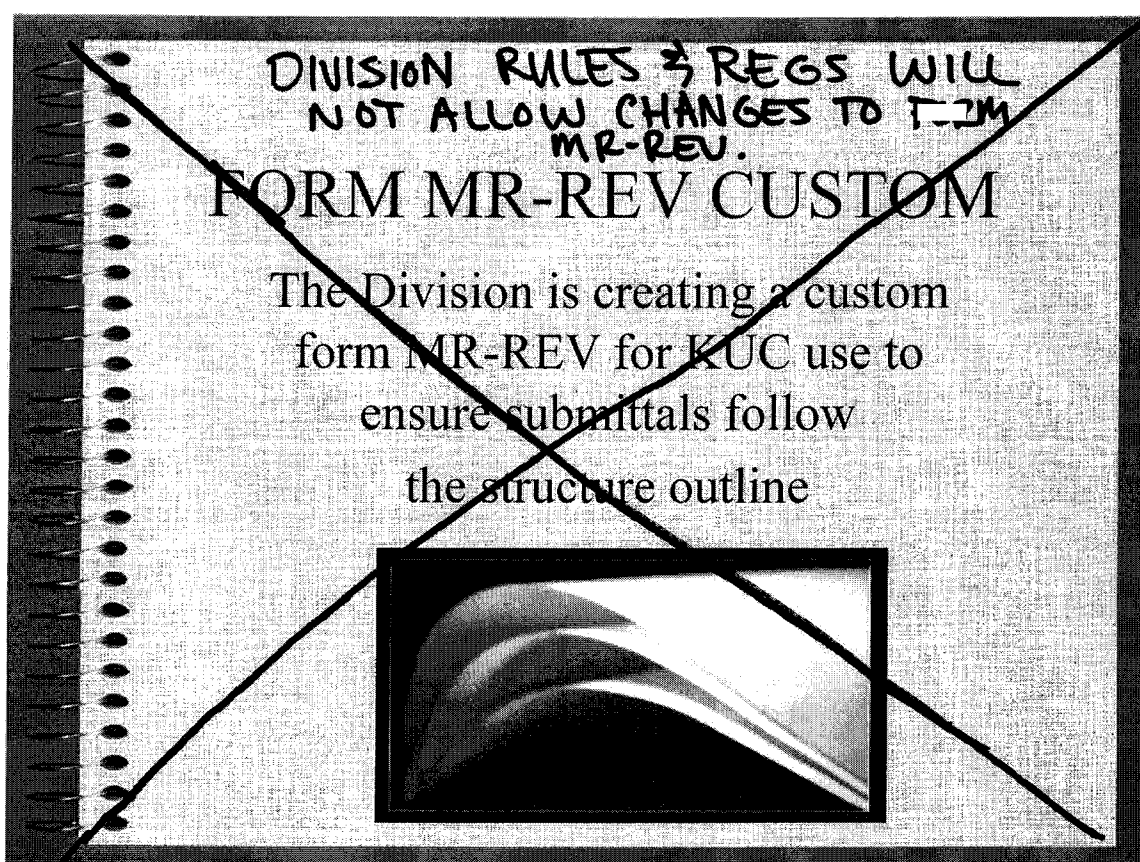 DIVISION RULES & REGS WILL
NOT ALLOW CHANGES TO
MR-REV.
FORM MR-REV CUSTOM
The Division is creating a custom
form MR-REV for KUC use to
ensure submittals follow
the structure outline